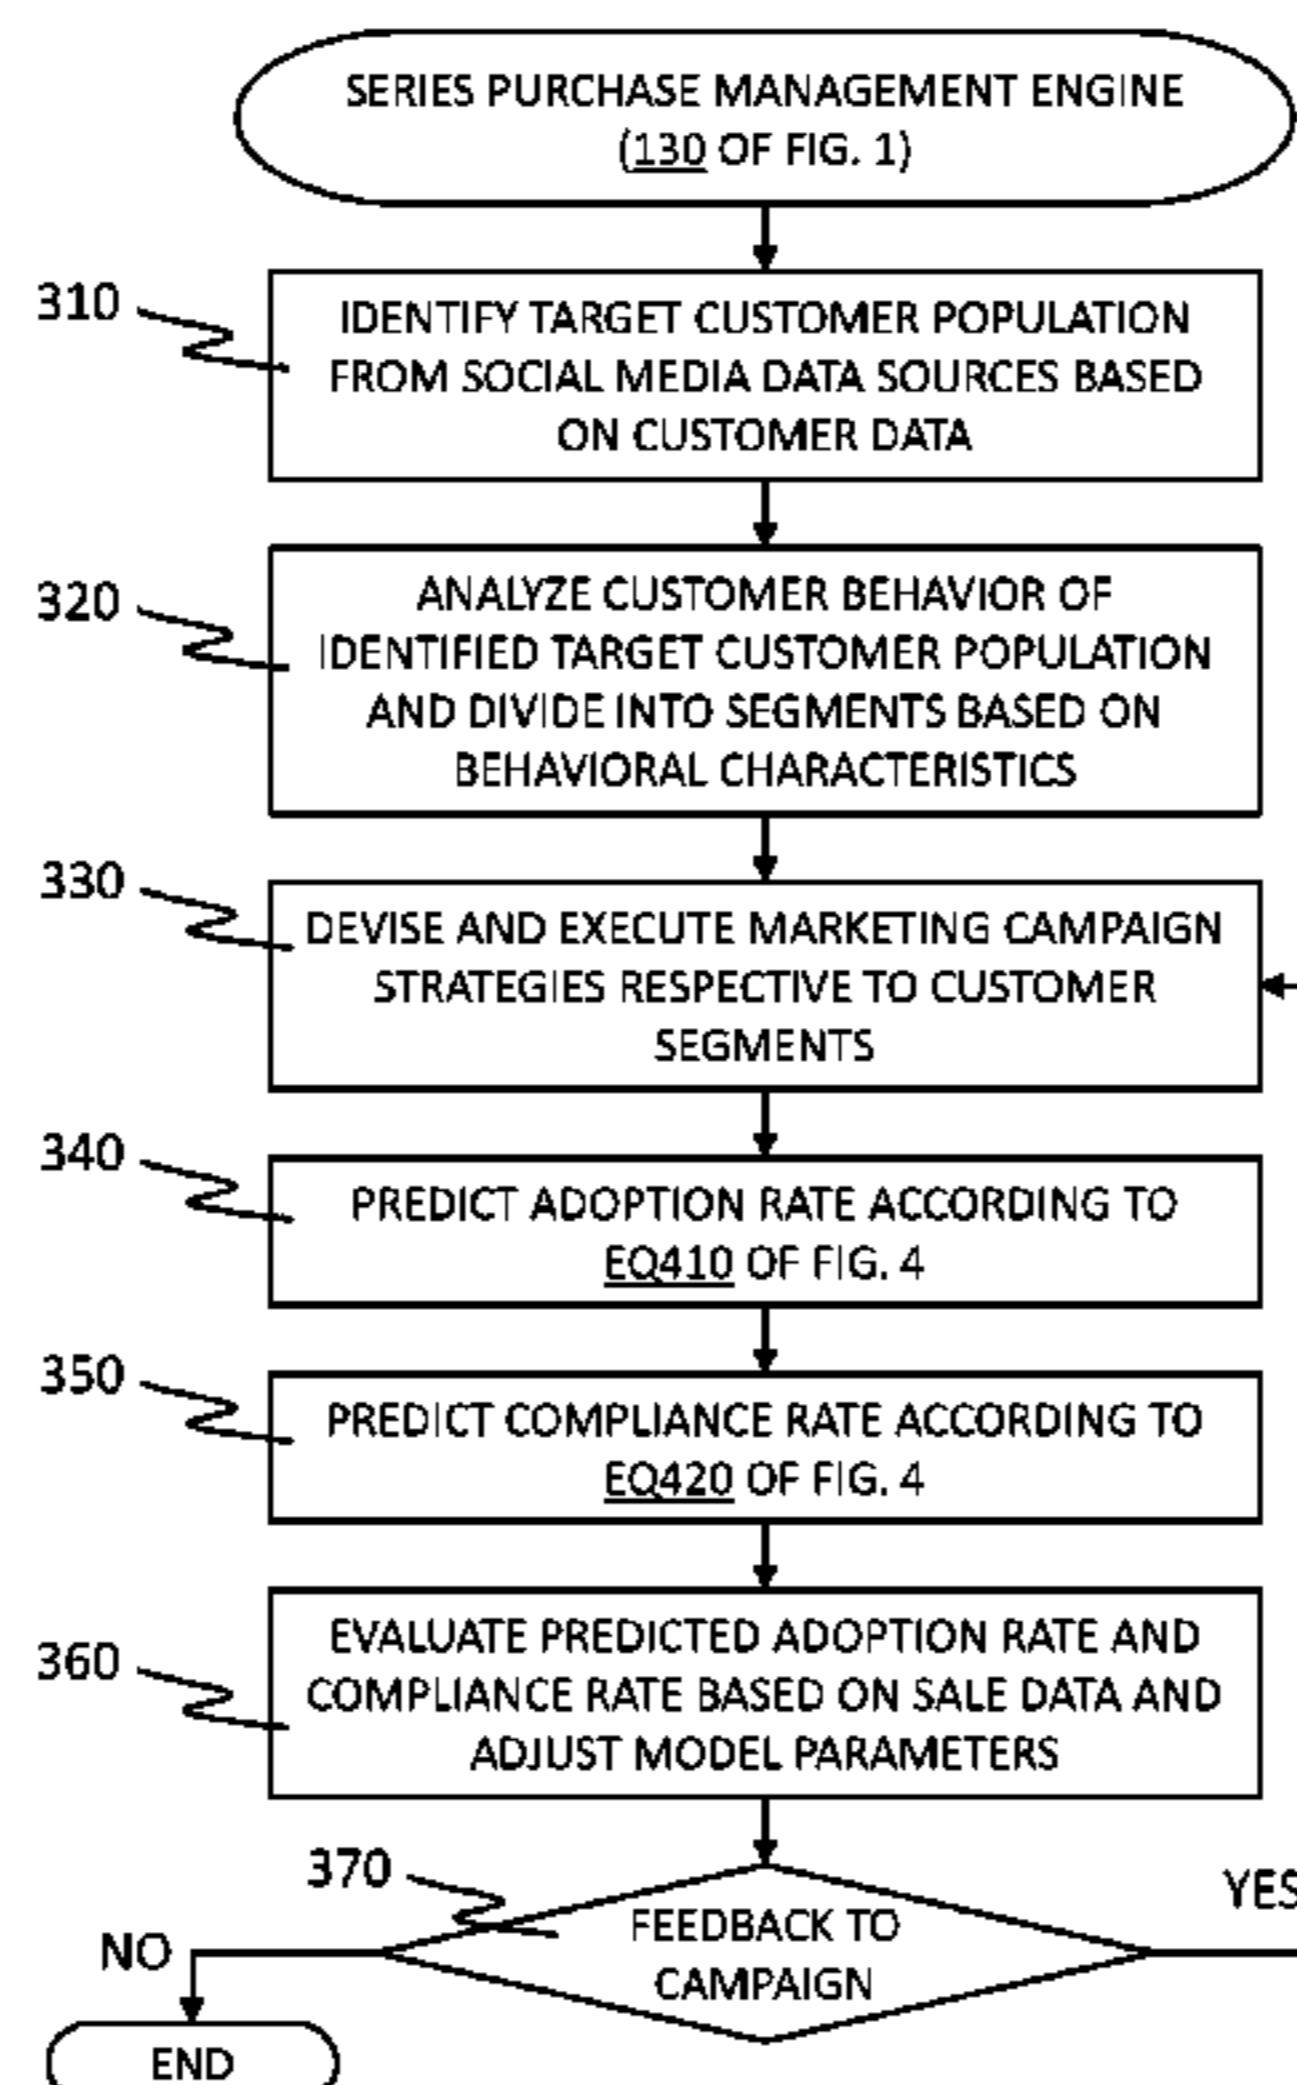 SERIES PURCHASE MANAGEMENT ENGINE
(130 OF FIG. 1)
310
IDENTIFY TARGET CUSTOMER POPULATION
FROM SOCIAL MEDIA DATA SOURCES BASED
ON CUSTOMER DATA
320
ANALYZE CUSTOMER BEHAVIOR OF
IDENTIFIED TARGET CUSTOMER POPULATION
AND DIVIDE INTO SEGMENTS BASED ON
BEHAVIORAL CHARACTERISTICS
330
DEVISE AND EXECUTE MARKETING CAMPAIGN
STRATEGIES RESPECTIVE TO CUSTOMER
SEGMENTS
340
PREDICT ADOPTION RATE ACCORDING TO
EQ410 OF FIG. 4
350
PREDICT COMPLIANCE RATE ACCORDING TO
EQ420 OF FIG. 4
360
EVALUATE PREDICTED ADOPTION RATE AND
COMPLIANCE RATE BASED ON SALE DATA AND
ADJUST MODEL PARAMETERS
370
YES
FEEDBACK TO
CAMPAIGN
NO
END